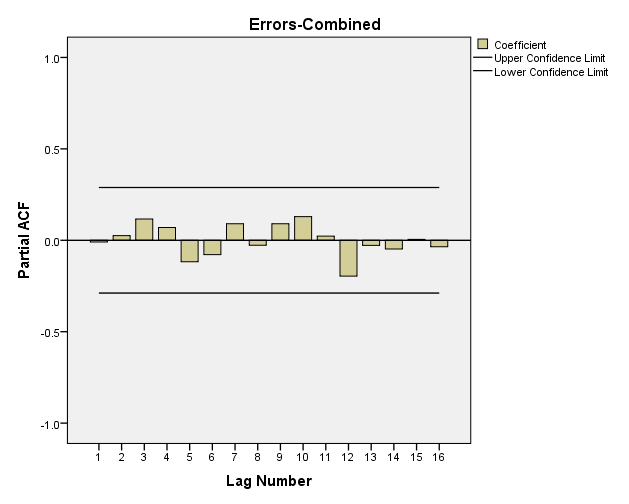 Errors-Combined
Coefficient
Upper Confidence Limit
Lower Confidence Limit
Partial ACF
1.0
0.5
0.0
-0.5
-1.0
1 2 3 4 5 6 7 8 9 10 11 12 13 14 15 16
Lag Number